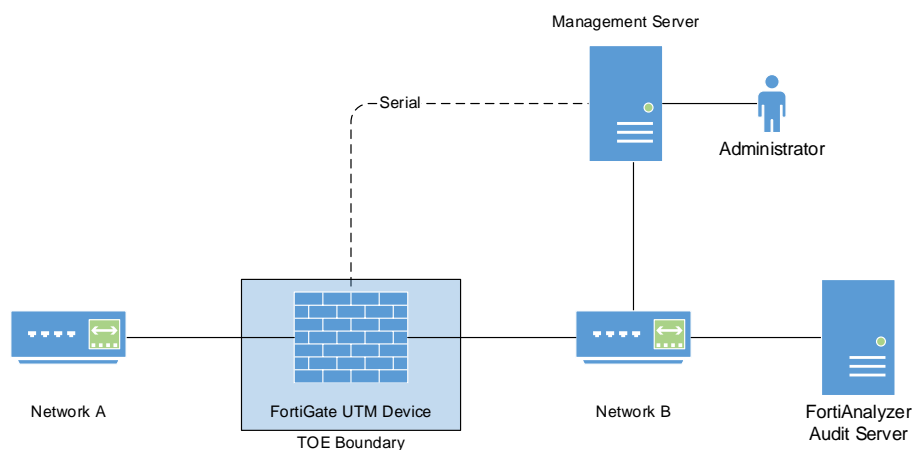 Management Server
Serial
Administrator
Network A
FortiGate UTM Device
TOE Boundary
Network B
FortiAnalyzer
Audit Server